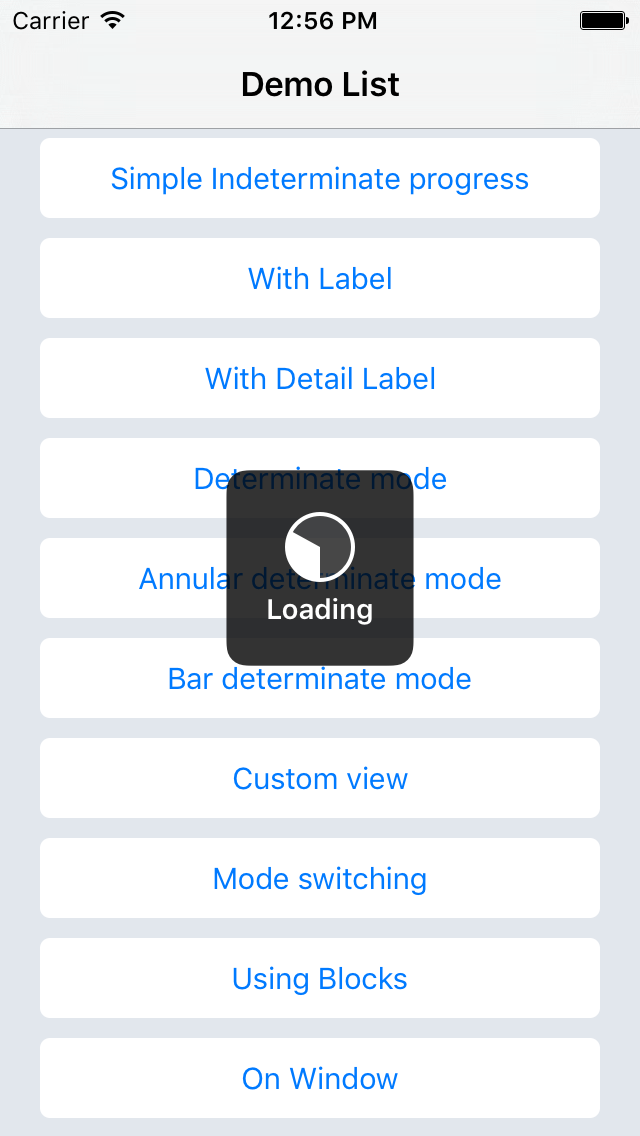 Carrier 12:56 PM
Demo List
Simple Indeterminate progress
With Label
With Detail Label
Determinate mode
Annular determinate mode
Loading
Bar determinate mode
Custom view
Mode switching
Using Blocks
On Window